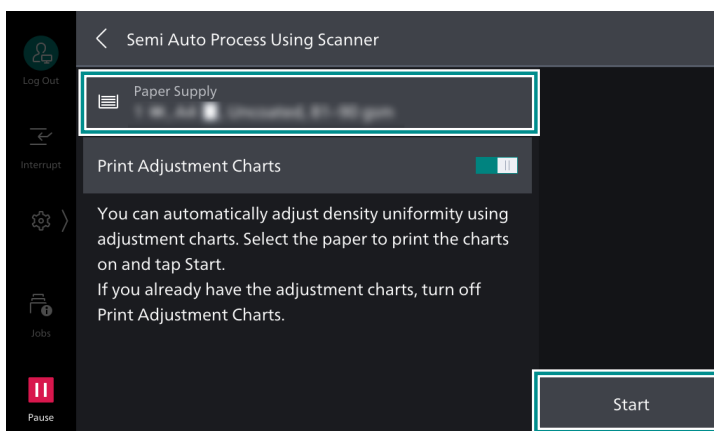 Semi Auto Process Using Scanner
Log Out
Paper Supply
Interrupt
Print Adjustment Charts
You can automatically adjust density uniformity using
adjustment charts. Select the paper to print the charts
on and tap Start.
If you already have the adjustment charts, turn off
Print Adjustment Charts.
Jobs
Pause
Start